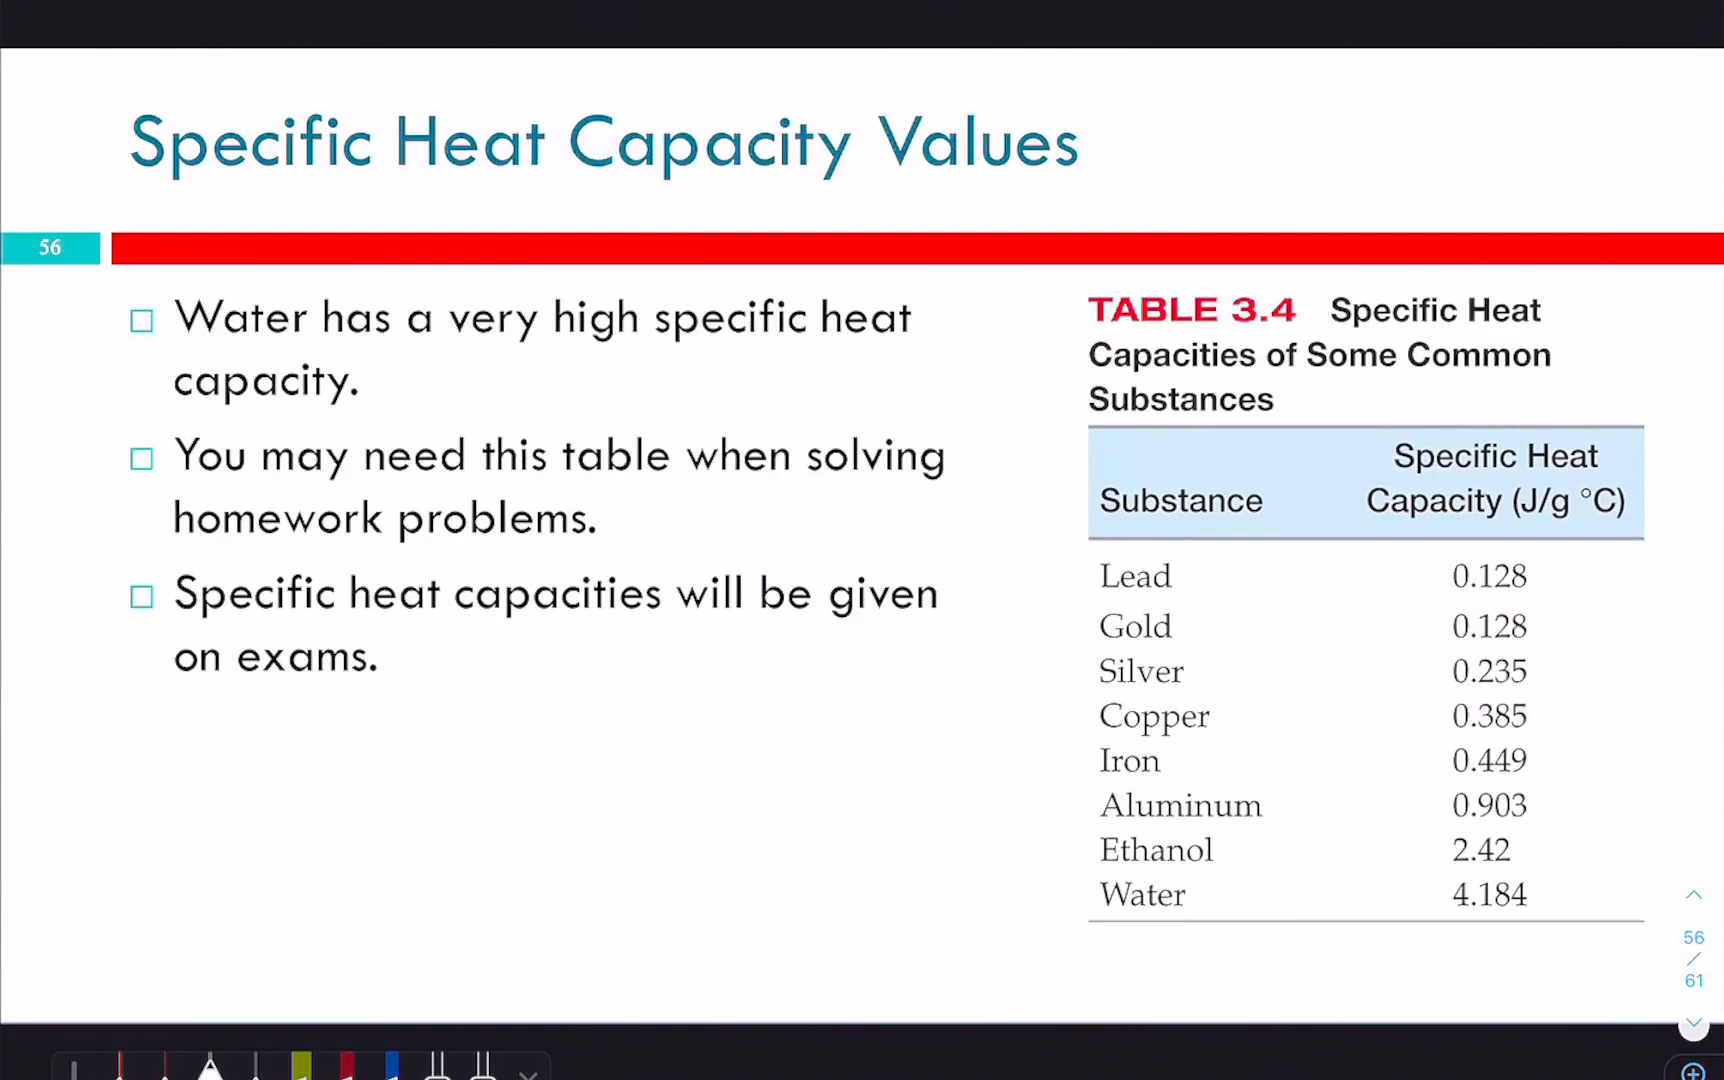 Specific Heat Capacity Values
56
Water has a very high specific heat
capacity.
You may need this table when solving
homework problems.
Specific heat capacities will be given
on exams.
TABLE 3.4 Specific Heat
Capacities of Some Common
Substances
Specific Heat
Substance Capacity (J/g °C)
Lead 0.128
Gold 0.128
Silver 0.235
Copper 0.385
Iron 0.449
Aluminum 0.903
Ethanol 2.42
Water 4.184
56
/
61